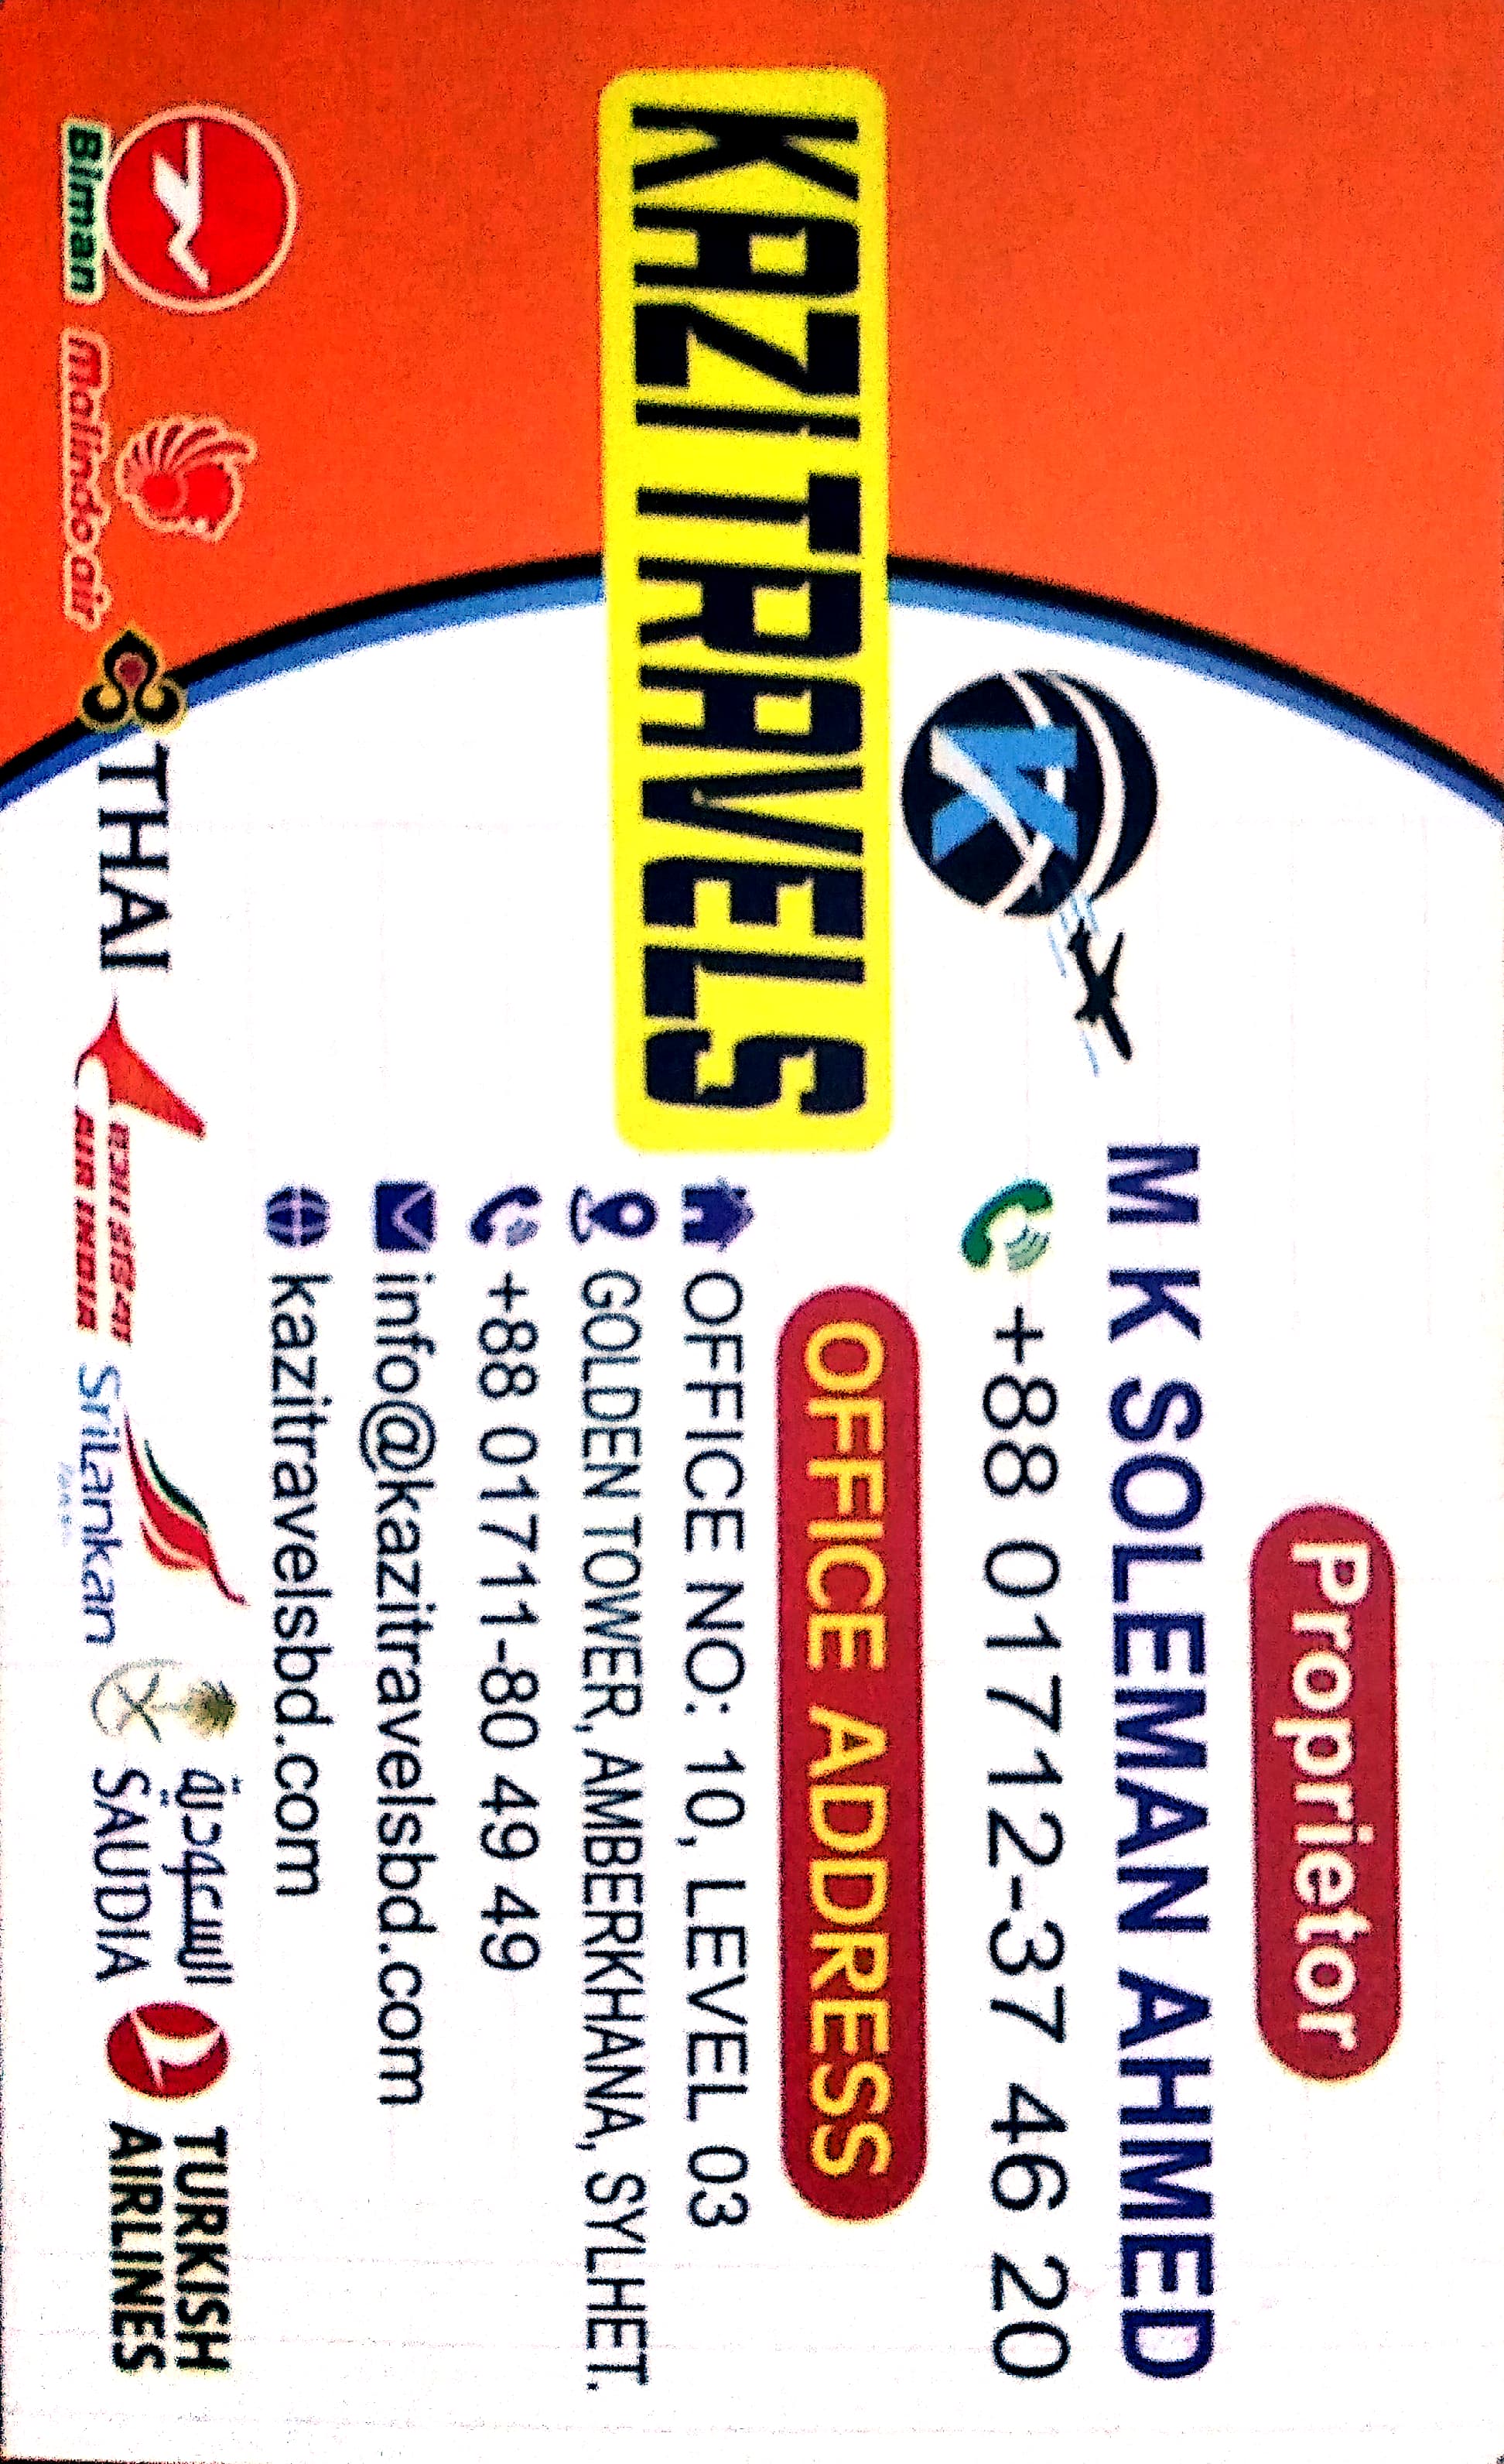 Proprietor
M K SOLEMAN AHMED
+88 01712-37 46 20
K
KAZI TRAVELS
OFFICE ADDRESS
OFFICE NO: 10, LEVEL 03
GOLDEN TOWER, AMBERKHANA, SYLHET.
+88 01711-80 49 49
info@kazitravelsbd.com
kazitravelsbd.com
Biman
Malindo air
THAI
AIR INDIA
SriLankan
السعودية
SAUDIA
TURKISH
AIRLINES